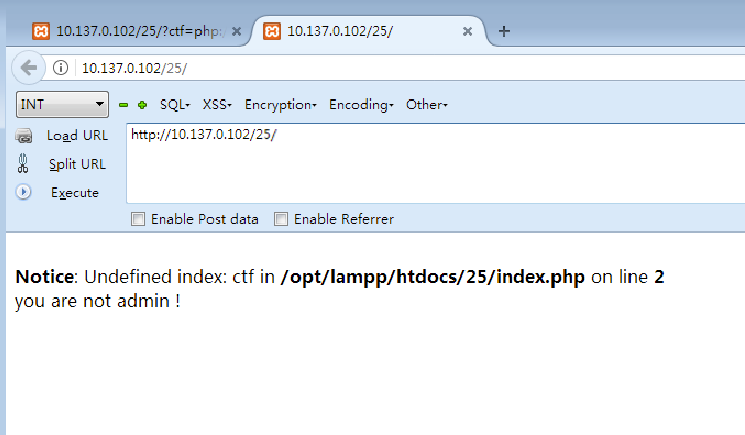 10.137.0.102/25/?ctf=php:
10.137.0.102/25/
10.137.0.102/25/
INT SQL- XSS- Encryption- Encoding- Other-
Load URL http://10.137.0.102/25/
Split URL
Execute
Enable Post data Enable Referrer
Notice: Undefined index: ctf in /opt/lampp/htdocs/25/index.php on line 2
you are not admin !